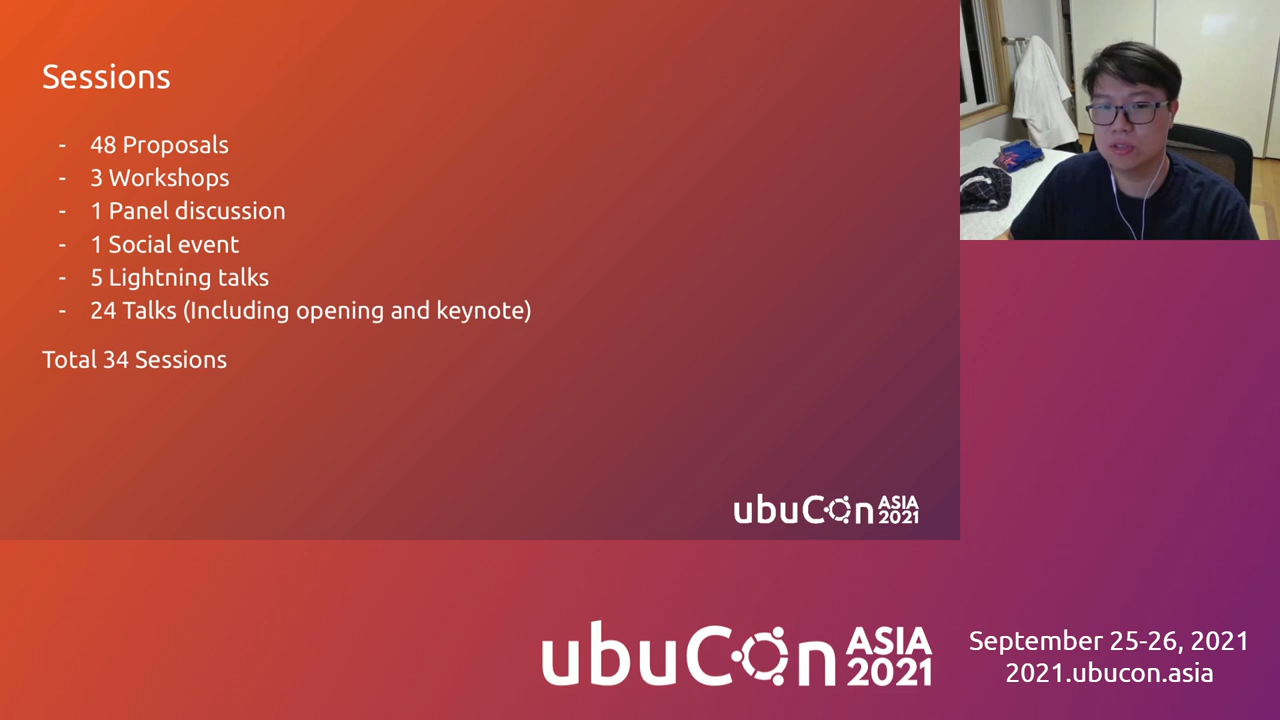 Sessions
- 48 Proposals
- 3 Workshops
- 1 Panel discussion
- 1 Social event
- 5 Lightning talks
- 24 Talks (Including opening and keynote)
Total 34 Sessions
ubuCon ASIA 2021
ubuCon ASIA 2021
September 25-26, 2021
2021.ubucon.asia